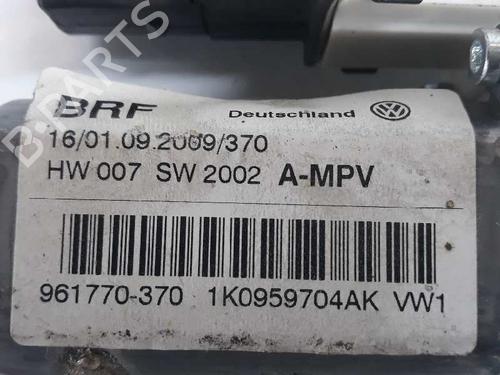 BRF Deutschland
16/01.09.2009/370
HW 007 SW 2002 A-MPV
961770-370 1K0959704AK VW1
B-PARTS